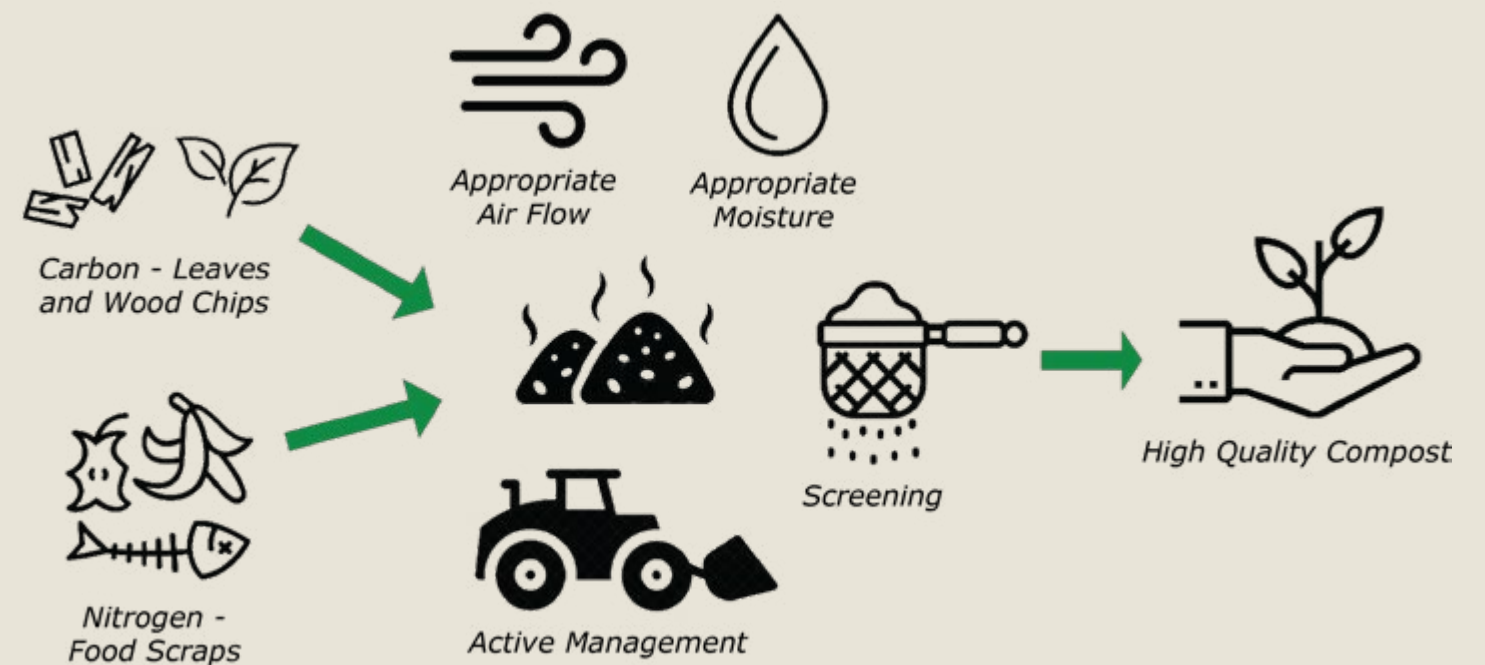 Appropriate
Air Flow
Appropriate
Moisture
Carbon - Leaves
and Wood Chips
High Quality Compost
Screening
Nitrogen -
Food Scraps
Active Management